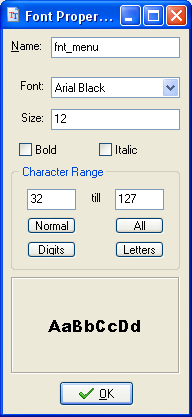 Font Proper...
Name: fnt_menu
Font: Arial Black
Size: 12
Bold Italic
Character Range
32 till 127
Normal All
Digits Letters
AaBbCcDd
OK